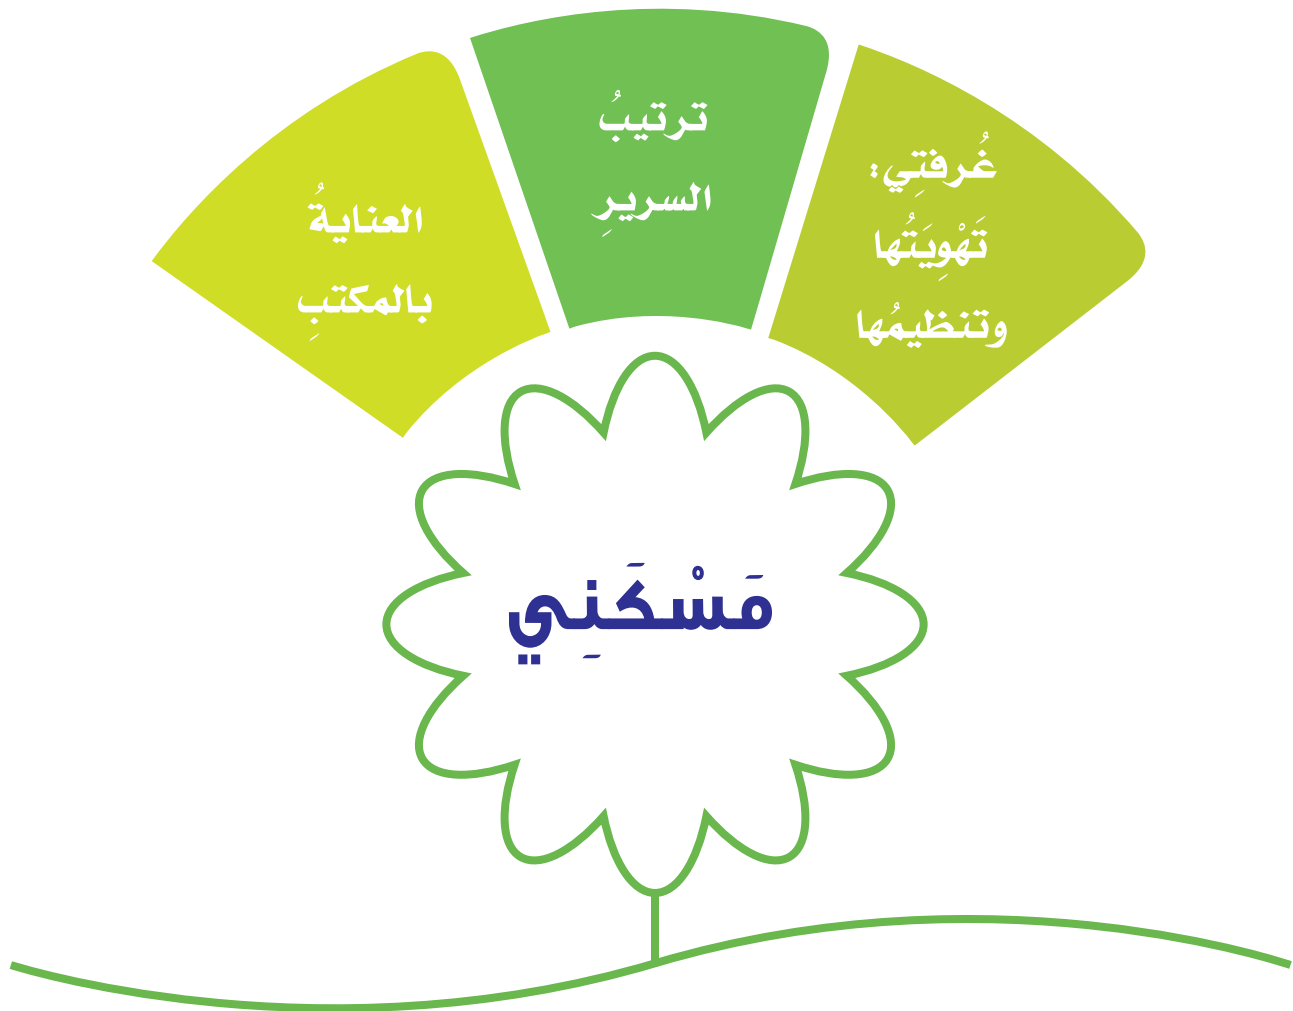 غُرفتِي:
تَهْوِيَتُها
وتنظيمُها
ترتيبُ
السريرِ
العنايةُ
بالمكتبِ
مَسْكَنِي